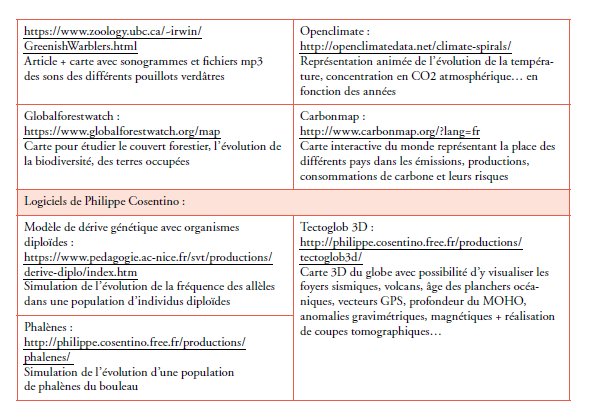 https://www.zoology.ubc.ca/~irwin/
GreenishWarblers.html
Article + carte avec sonogrammes et fichiers mp3
des sons des différents pouillots verdâtres
Openclimate :
http://openclimatedata.net/climate-spirals/
Représentation animée de l’évolution de la tempéra-
ture, concentration en CO2 atmosphérique… en
fonction des années
Globalforestwatch :
https://www.globalforestwatch.org/map
Carte pour étudier le couvert forestier, l’évolution de
la biodiversité, des terres occupées
Carbonmap :
http://www.carbonmap.org/?lang=fr
Carte interactive du monde représentant la place des
différents pays dans les émissions, productions,
consommations de carbone et leurs risques
Logiciels de Philippe Cosentino :
Modèle de dérive génétique avec organismes
diploïdes :
https://www.pedagogie.ac-nice.fr/svt/productions/
derive-diplo/index.htm
Simulation de l’évolution de la fréquence des allèles
dans une population d’individus diploïdes
Phalènes :
http://philippe.cosentino.free.fr/productions/
phalenes/
Simulation de l’évolution d’une population
de phalènes du bouleau
Tectoglob 3D :
http://philippe.cosentino.free.fr/productions/
tectoglob3d/
Carte 3D du globe avec possibilité d’y visualiser les
foyers sismiques, volcans, âge des planchers océa-
niques, vecteurs GPS, profondeur du MOHO,
anomalies gravimétriques, magnétiques + réalisation
de coupes tomographiques…